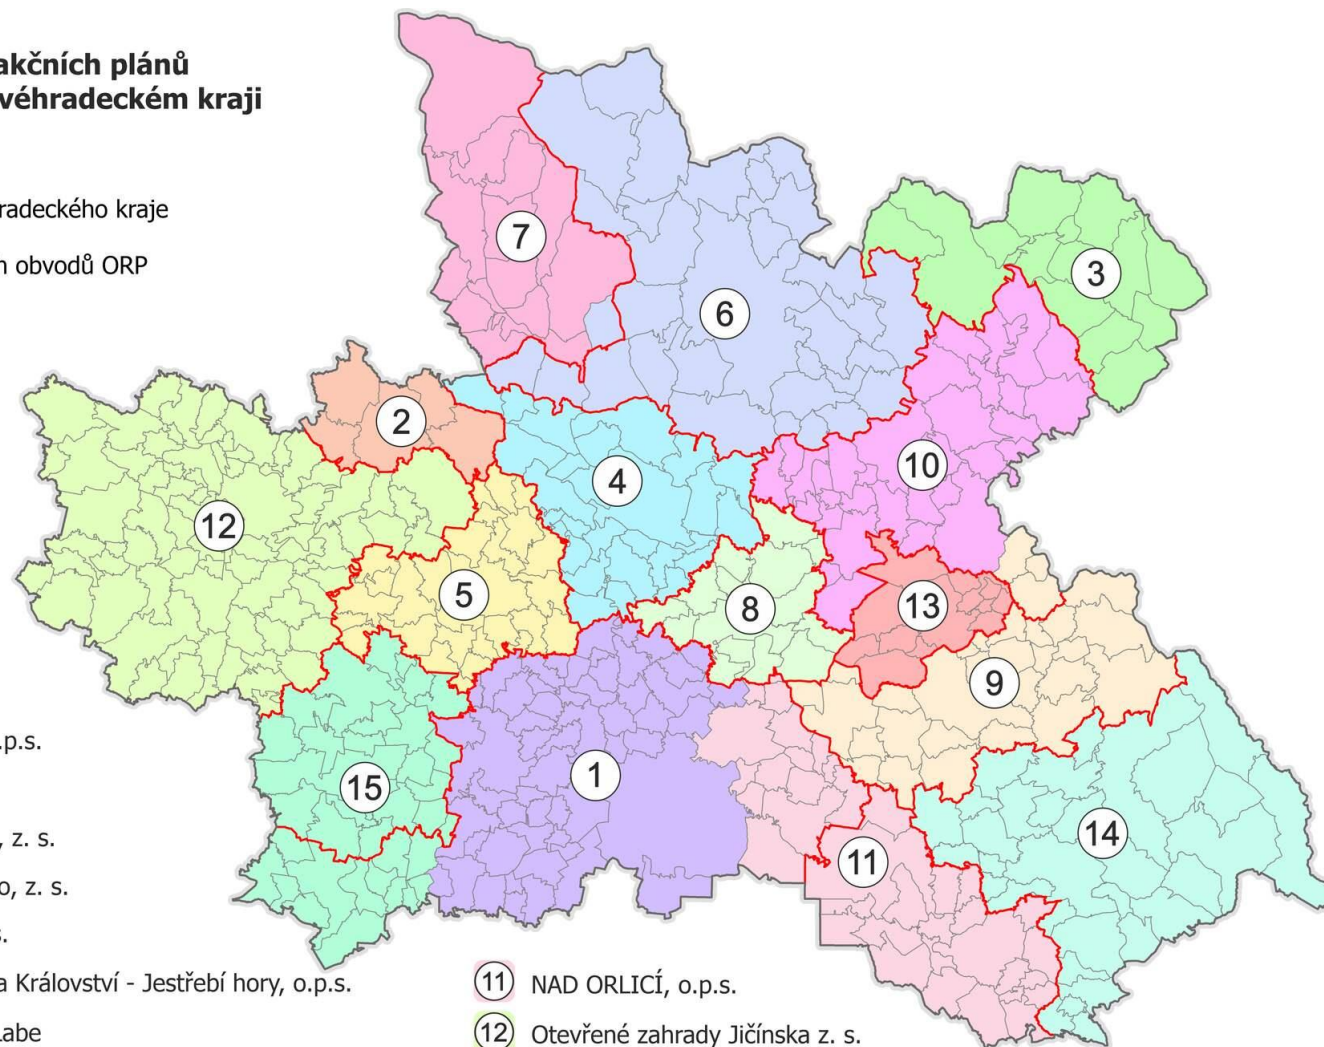 akčních plánů
véhradeckém kraji
radeckého kraje
obvodů ORP
7
6
3
2
10
4
12
5
8
13
9
.p.s.
15
1
14
, z. s.
11
o, z. s.
s.
a Království - Jestřebí hory, o.p.s.
11 NAD ORLICÍ, o.p.s.
Labe
12 Otevřené zahrady Jičínska z. s.